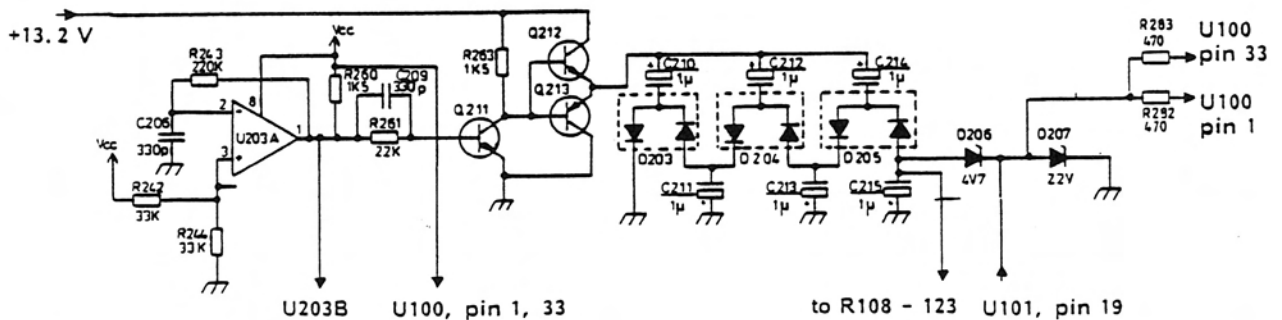 +13.2 V
Vcc
R243
220K
C206
330p
2
8
1
3
U203A
Vcc
R242
33K
R244
33K
R260
1K5
C209
330p
R261
22K
R263
1K5
Q211
Q212
Q213
C210
1µ
C212
1µ
C214
1µ
D203
D204
D205
C211
1µ
C213
1µ
C215
1µ
D206
4V7
D207
22V
R283
470
U100
pin 33
R282
470
U100
pin 1
U203B
U100, pin 1, 33
to R108 - 123
U101, pin 19